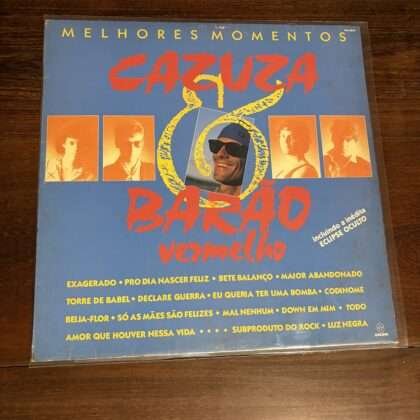 MELHORES MOMENTOS
CAZUZA
&
BARÃO
vermelho
incluindo a inédita
ECLIPSE OCULTO
EXAGERADO • PRO DIA NASCER FELIZ • BETE BALANÇO • MAIOR ABANDONADO
TORRE DE BABEL • DECLARE GUERRA • EU QUERIA TER UMA BOMBA • CODINOME
BEIJA-FLOR • SÓ AS MÃES SÃO FELIZES • MAL NENHUM • DOWN EM MIM • TODO
AMOR QUE HOUVER NESSA VIDA • • • • SUBPRODUTO DO ROCK • LUZ NEGRA